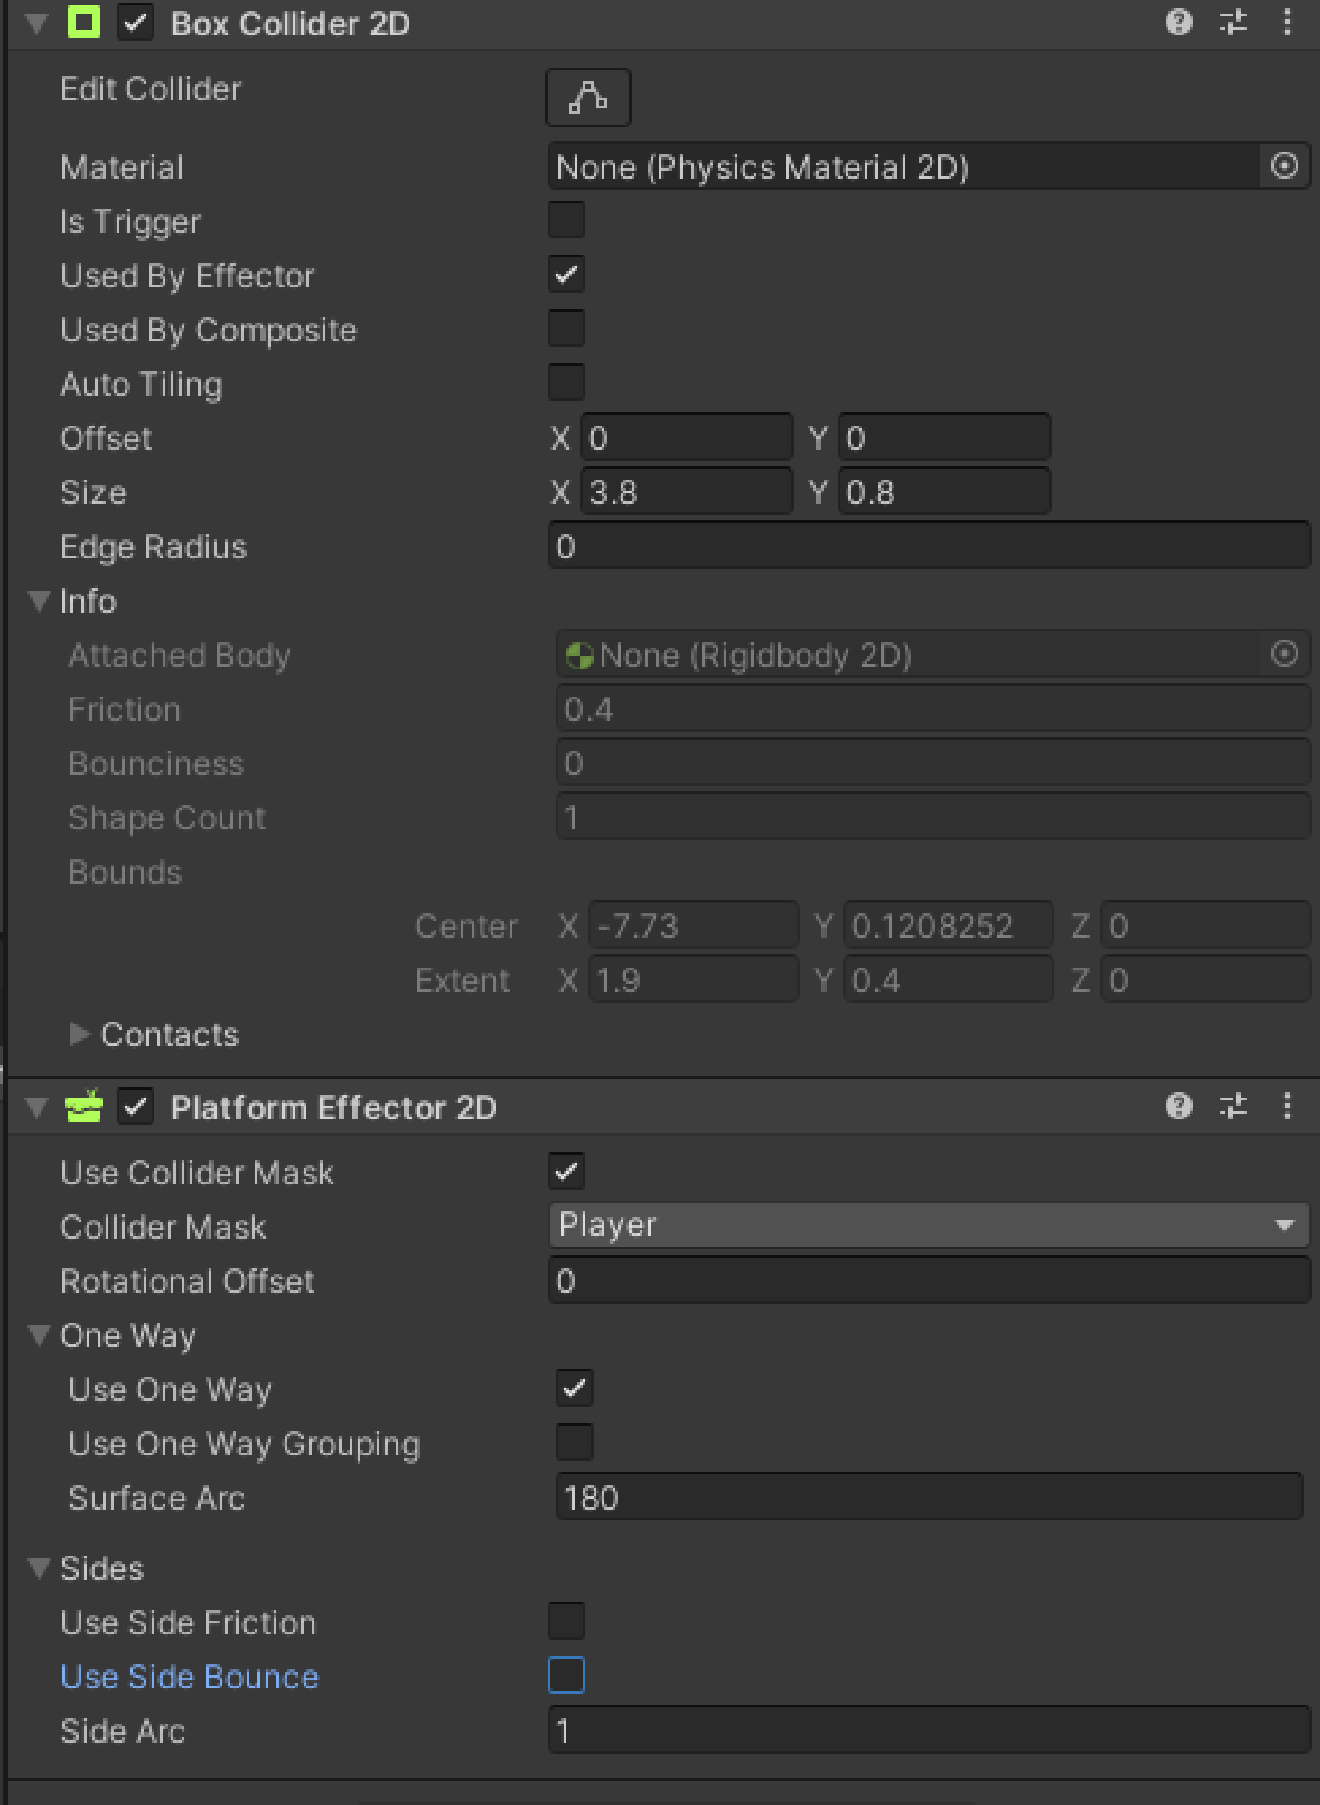 Box Collider 2D
Edit Collider
Material None (Physics Material 2D)
Is Trigger
Used By Effector
Used By Composite
Auto Tiling
Offset X 0 Y 0
Size X 3.8 Y 0.8
Edge Radius 0
Info
Attached Body None (Rigidbody 2D)
Friction 0.4
Bounciness 0
Shape Count 1
Bounds
Center X -7.73 Y 0.1208252 Z 0
Extent X 1.9 Y 0.4 Z 0
Contacts
Platform Effector 2D
Use Collider Mask
Collider Mask Player
Rotational Offset 0
One Way
Use One Way
Use One Way Grouping
Surface Arc 180
Sides
Use Side Friction
Use Side Bounce
Side Arc 1